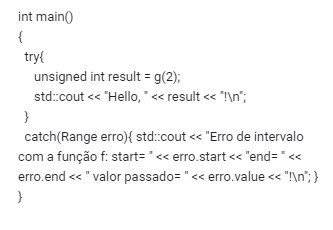 int main()
{
try{
unsigned int result = g(2);
std::cout << "Hello, " << result << "!\n";
}
catch(Range erro){ std::cout << "Erro de intervalo
com a função f: start= " << erro.start << "end= " <<
erro.end << " valor passado= " << erro.value << "!\n"; }
}